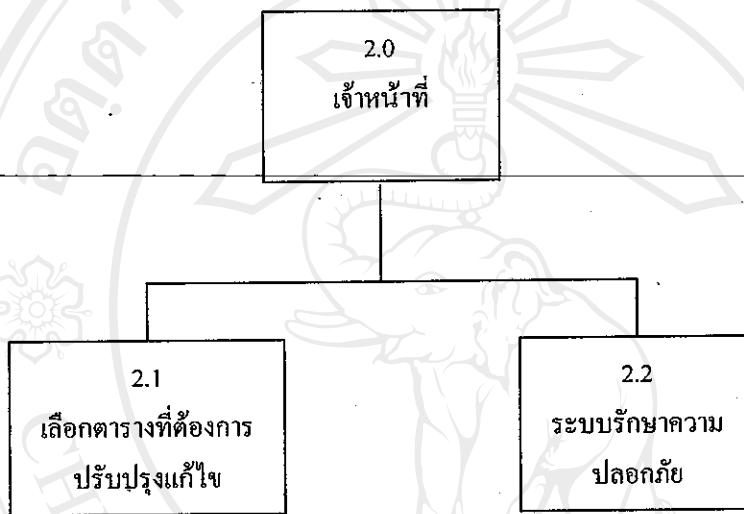 2.0
เจ้าหน้าที่
2.1
เลือกตารางที่ต้องการ
ปรับปรุงแก้ไข
2.2
ระบบรักษาความ
ปลอกภัย